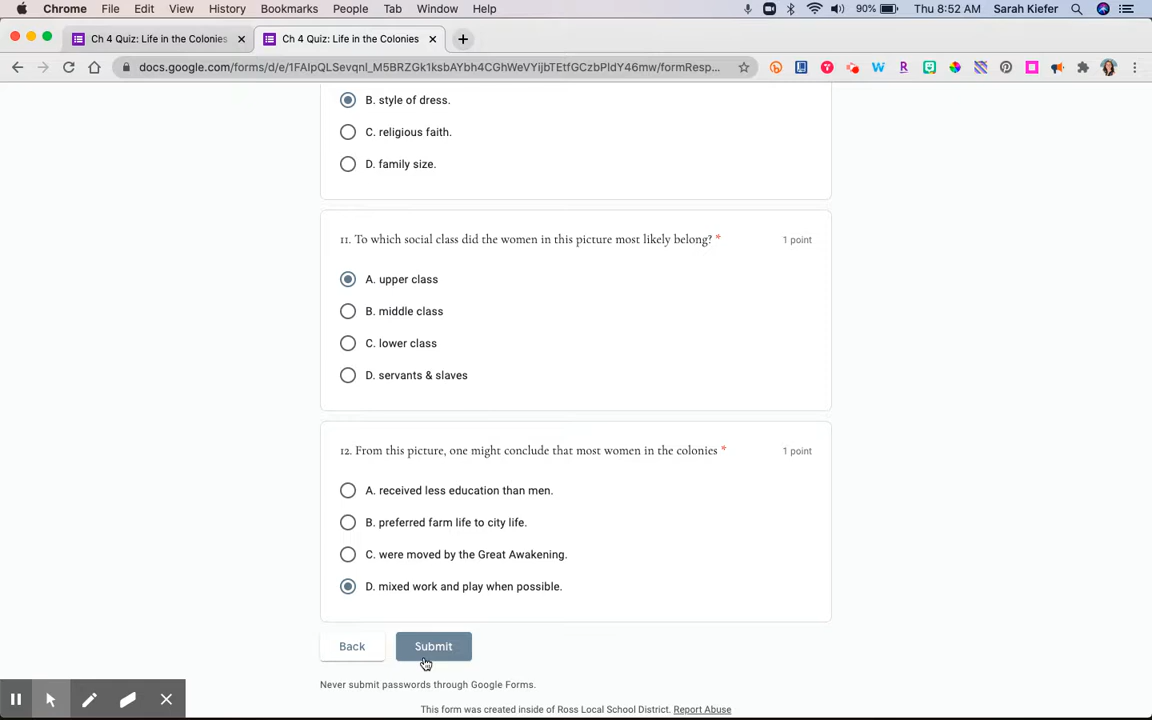 Chrome File Edit View History Bookmarks People Tab Window Help 90% Thu 8:52 AM Sarah Kiefer
Ch 4 Quiz: Life in the Colonies Ch 4 Quiz: Life in the Colonies
docs.google.com/forms/d/e/1FAIpQLSevqnI_M5BRZGk1ksbAYbh4CGhWeVYijbTEtfGCzbPldY46mw/formResp...
B. style of dress.
C. religious faith.
D. family size.
11. To which social class did the women in this picture most likely belong? * 1 point
A. upper class
B. middle class
C. lower class
D. servants & slaves
12. From this picture, one might conclude that most women in the colonies * 1 point
A. received less education than men.
B. preferred farm life to city life.
C. were moved by the Great Awakening.
D. mixed work and play when possible.
Back Submit
Never submit passwords through Google Forms.
This form was created inside of Ross Local School District. Report Abuse